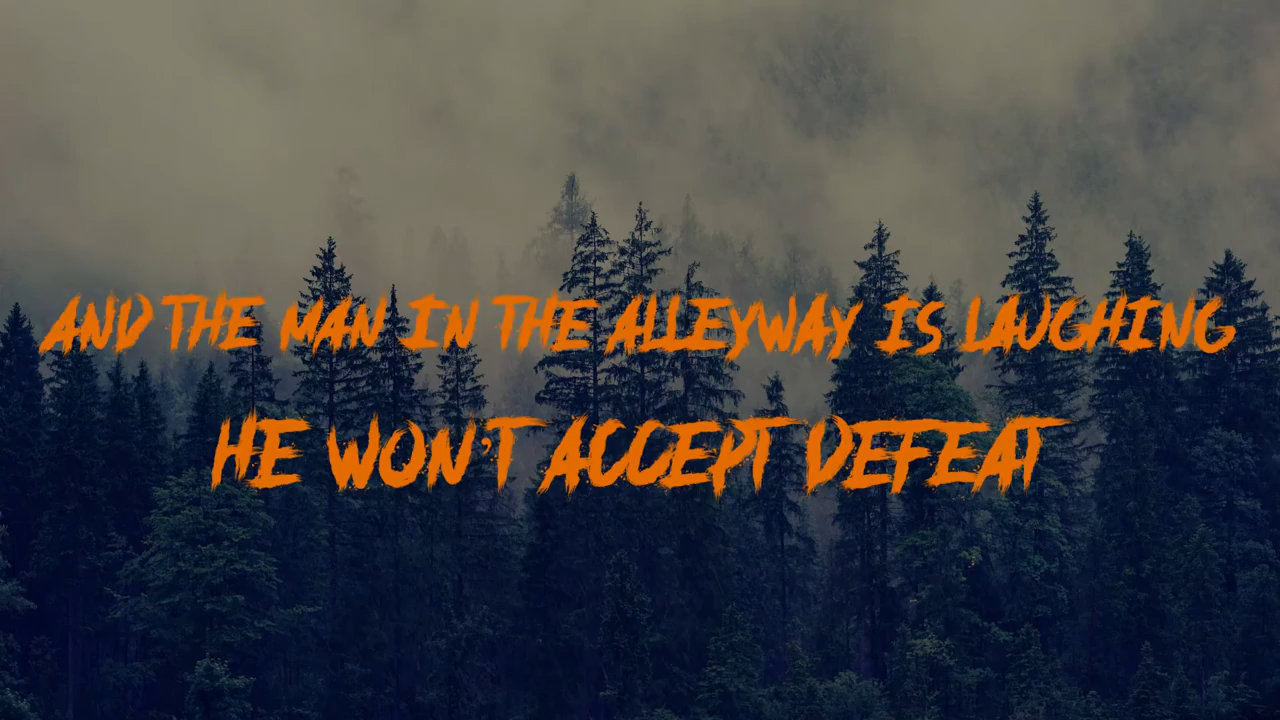 AND THE MAN IN THE ALLEYWAY IS LAUGHING
HE WON'T ACCEPT DEFEAT